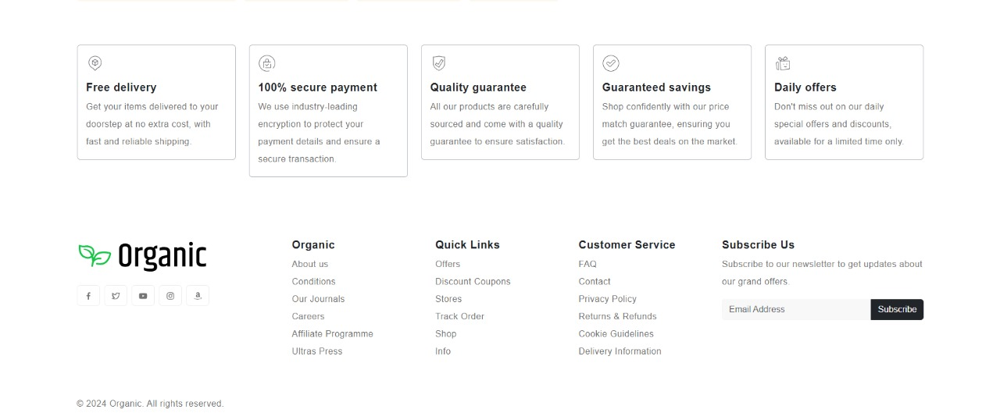 Free delivery
Get your items delivered to your
doorstep at no extra cost, with
fast and reliable shipping.
100% secure payment
We use industry-leading
encryption to protect your
payment details and ensure a
secure transaction.
Quality guarantee
All our products are carefully
sourced and come with a quality
guarantee to ensure satisfaction.
Guaranteed savings
Shop confidently with our price
match guarantee, ensuring you
get the best deals on the market.
Daily offers
Don't miss out on our daily
special offers and discounts,
available for a limited time only.
Organic
Organic
About us
Conditions
Our Journals
Careers
Affiliate Programme
Ultras Press
Quick Links
Offers
Discount Coupons
Stores
Track Order
Shop
Info
Customer Service
FAQ
Contact
Privacy Policy
Returns & Refunds
Cookie Guidelines
Delivery Information
Subscribe Us
Subscribe to our newsletter to get updates about
our grand offers.
Email Address
Subscribe
© 2024 Organic. All rights reserved.